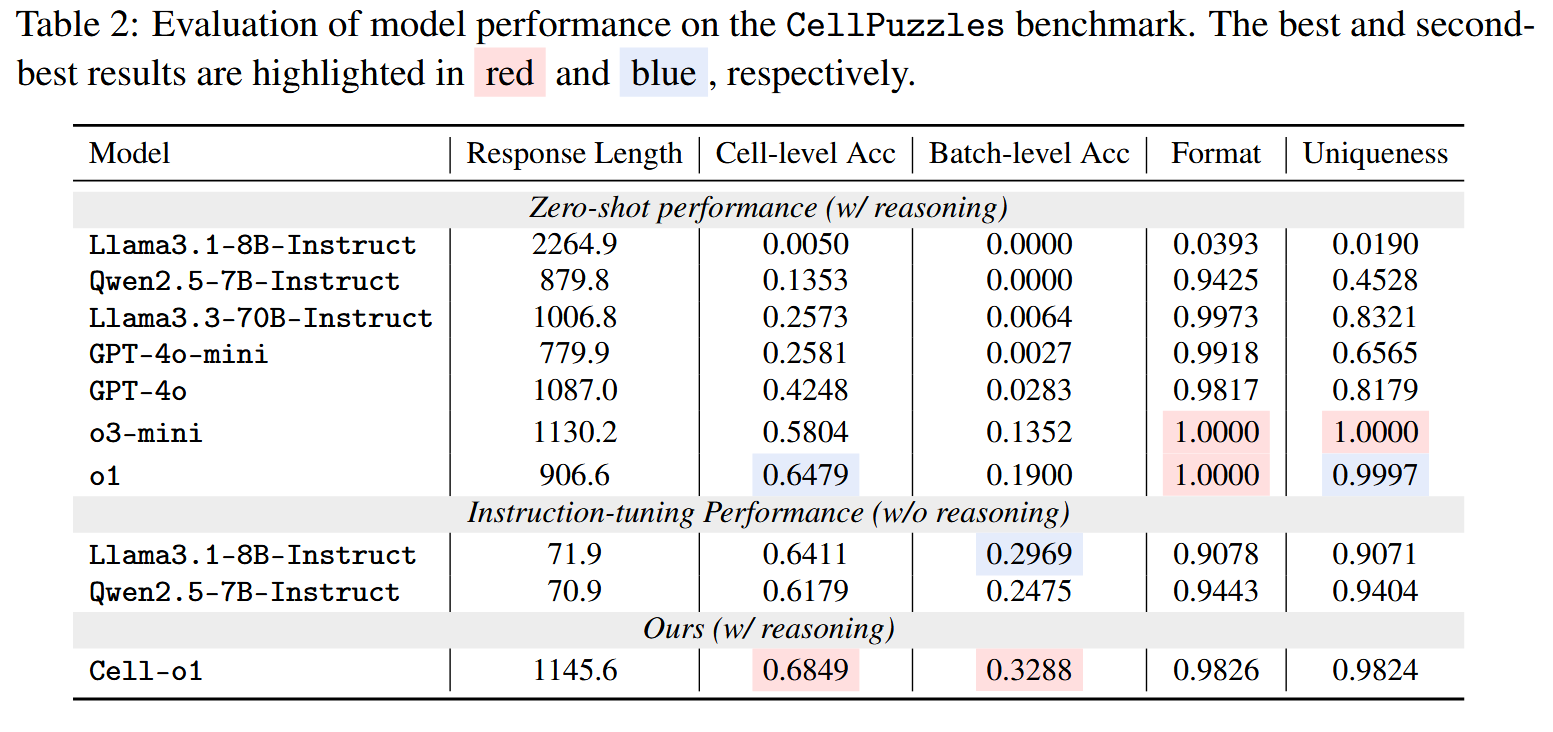 Table 2: Evaluation of model performance on the CellPuzzles benchmark. The best and second-
best results are highlighted in red and blue , respectively.
Model Response Length Cell-level Acc Batch-level Acc Format Uniqueness
Zero-shot performance (w/ reasoning)
Llama3.1-8B-Instruct 2264.9 0.0050 0.0000 0.0393 0.0190
Qwen2.5-7B-Instruct 879.8 0.1353 0.0000 0.9425 0.4528
Llama3.3-70B-Instruct 1006.8 0.2573 0.0064 0.9973 0.8321
GPT-4o-mini 779.9 0.2581 0.0027 0.9918 0.6565
GPT-4o 1087.0 0.4248 0.0283 0.9817 0.8179
o3-mini 1130.2 0.5804 0.1352 1.0000 1.0000
o1 906.6 0.6479 0.1900 1.0000 0.9997
Instruction-tuning Performance (w/o reasoning)
Llama3.1-8B-Instruct 71.9 0.6411 0.2969 0.9078 0.9071
Qwen2.5-7B-Instruct 70.9 0.6179 0.2475 0.9443 0.9404
Ours (w/ reasoning)
Cell-o1 1145.6 0.6849 0.3288 0.9826 0.9824